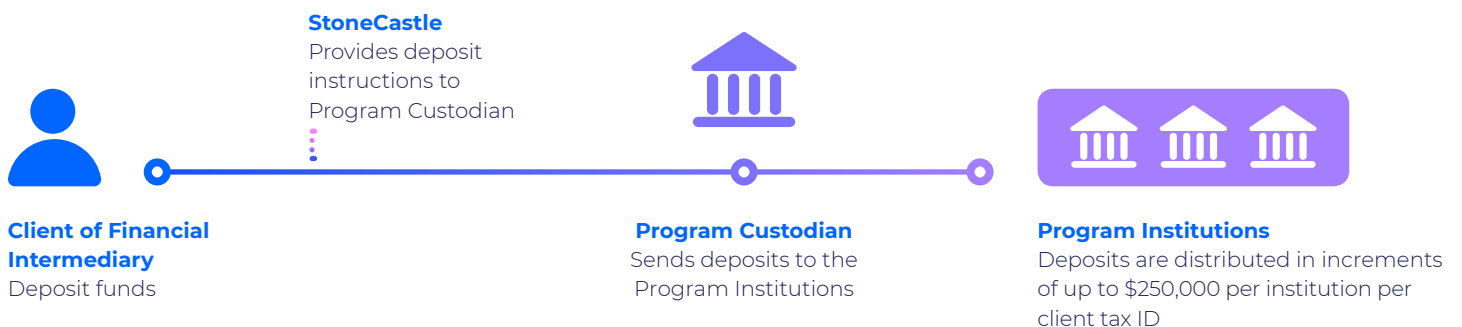 StoneCastle
Provides deposit
instructions to
Program Custodian
Client of Financial
Intermediary
Deposit funds
Program Custodian
Sends deposits to the
Program Institutions
Program Institutions
Deposits are distributed in increments
of up to $250,000 per institution per
client tax ID